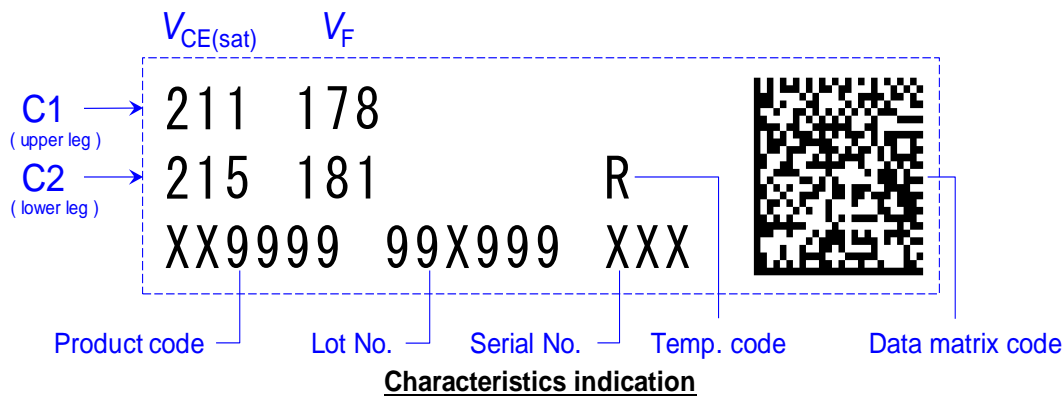 VCE(sat) VF
C1 211 178
( upper leg )
C2 215 181 R
( lower leg )
XX9999 99X999 XXX
Product code Lot No. Serial No. Temp. code Data matrix code
Characteristics indication